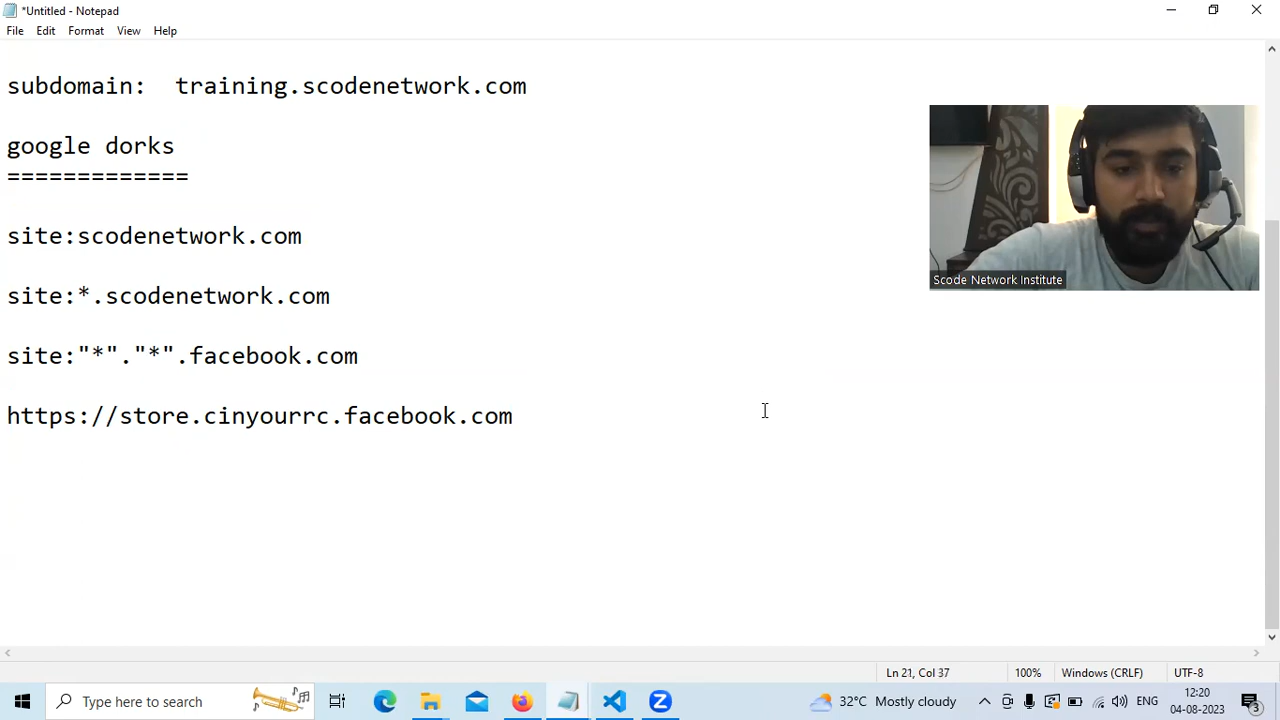 *Untitled - Notepad
File Edit Format View Help
subdomain:  training.scodenetwork.com
google dorks
=============
site:scodenetwork.com
site:*.scodenetwork.com
site:"*"."*".facebook.com
https://store.cinyourrc.facebook.com
Scode Network Institute
Ln 21, Col 37 100% Windows (CRLF) UTF-8
Type here to search 32°C Mostly cloudy ENG 12:20
04-08-2023 3